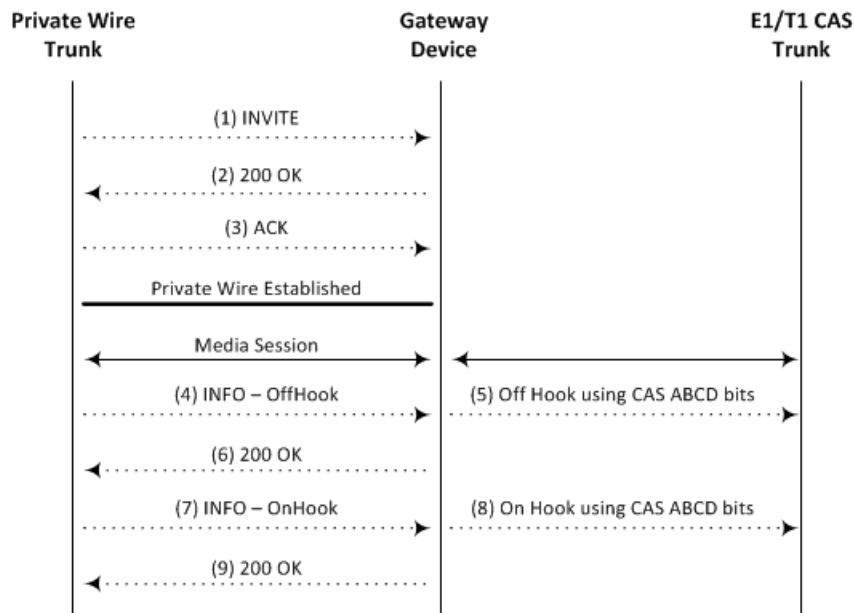 Private Wire
Trunk
Gateway
Device
E1/T1 CAS
Trunk
(1) INVITE
(2) 200 OK
(3) ACK
Private Wire Established
Media Session
(4) INFO – OffHook
(5) Off Hook using CAS ABCD bits
(6) 200 OK
(7) INFO – OnHook
(8) On Hook using CAS ABCD bits
(9) 200 OK